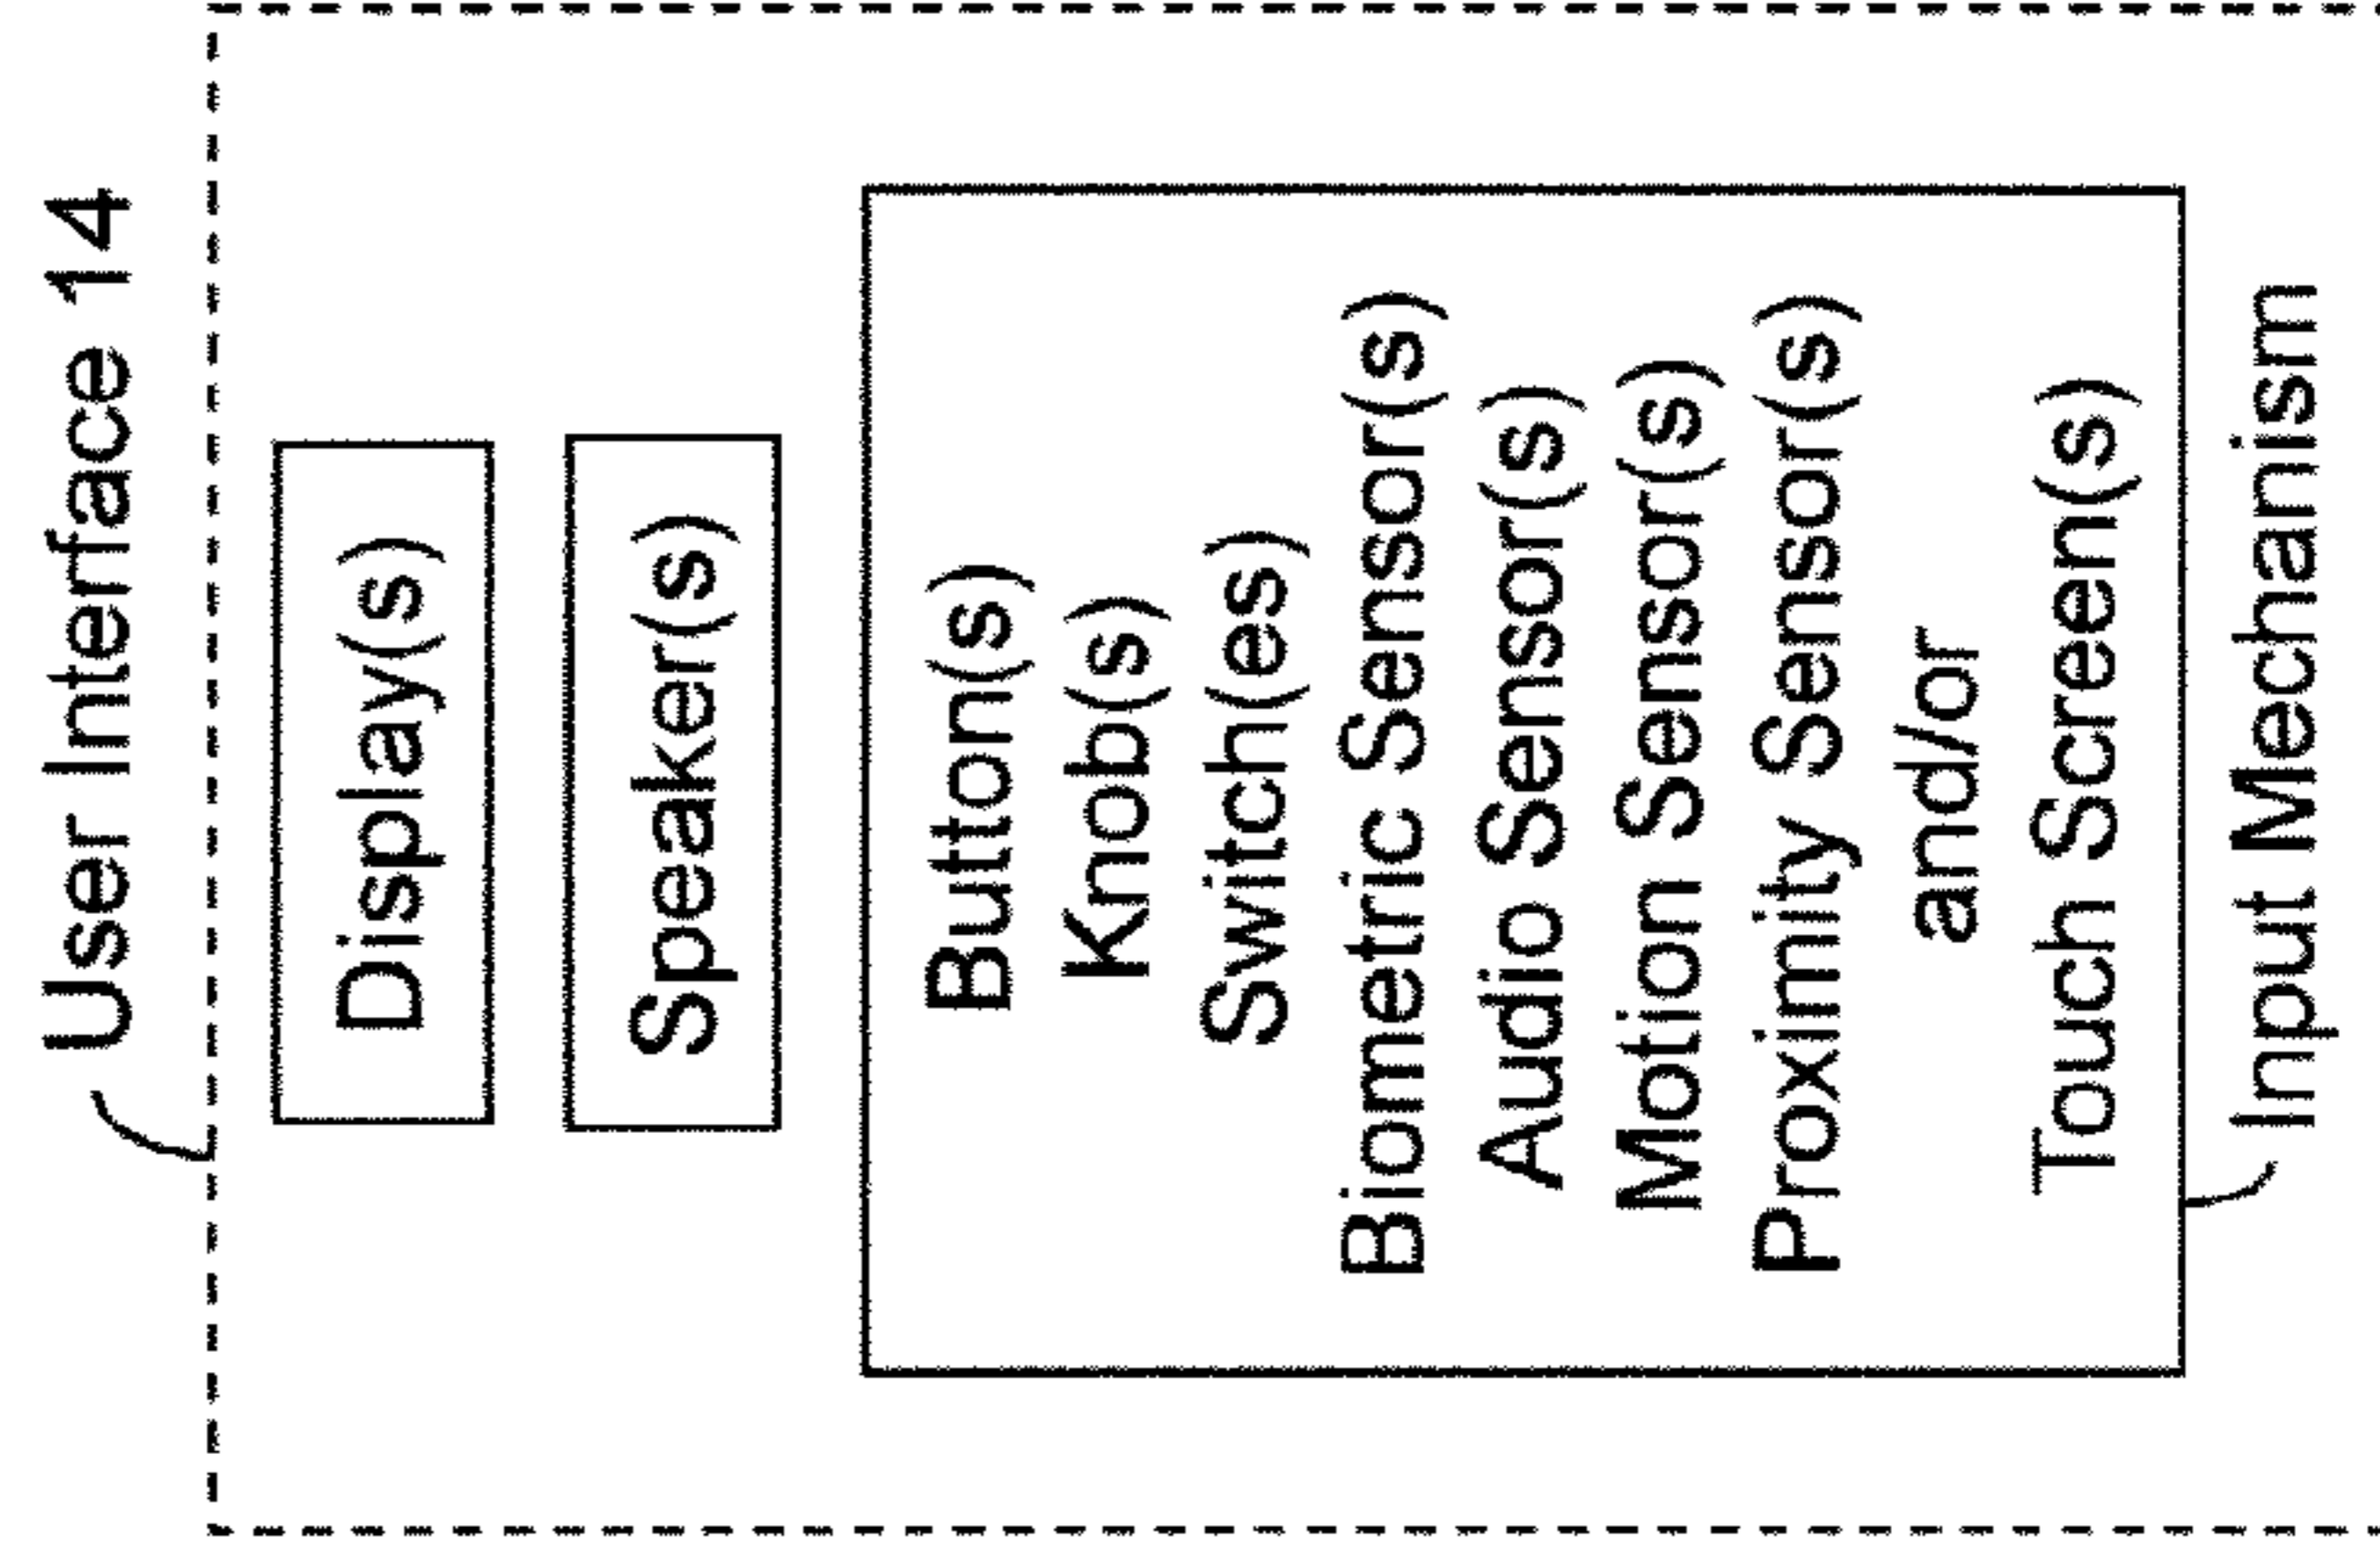 User Interface 14
Display(s)
Speaker(s)
Button(s)
Knob(s)
Switch(es)
Biometric Sensor(s)
Audio Sensor(s)
Motion Sensor(s)
Proximity Sensor(s)
and/or
Touch Screen(s)
Input Mechanism